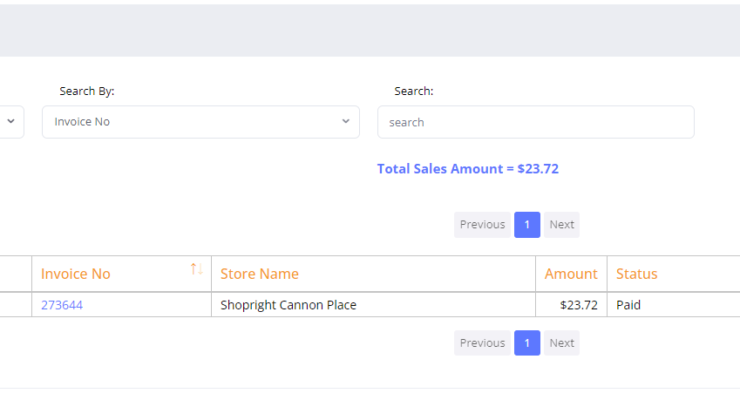 Search By: Search:
Invoice No search
Total Sales Amount = $23.72
Previous 1 Next
Invoice No Store Name Amount Status
273644 Shopright Cannon Place $23.72 Paid
Previous 1 Next